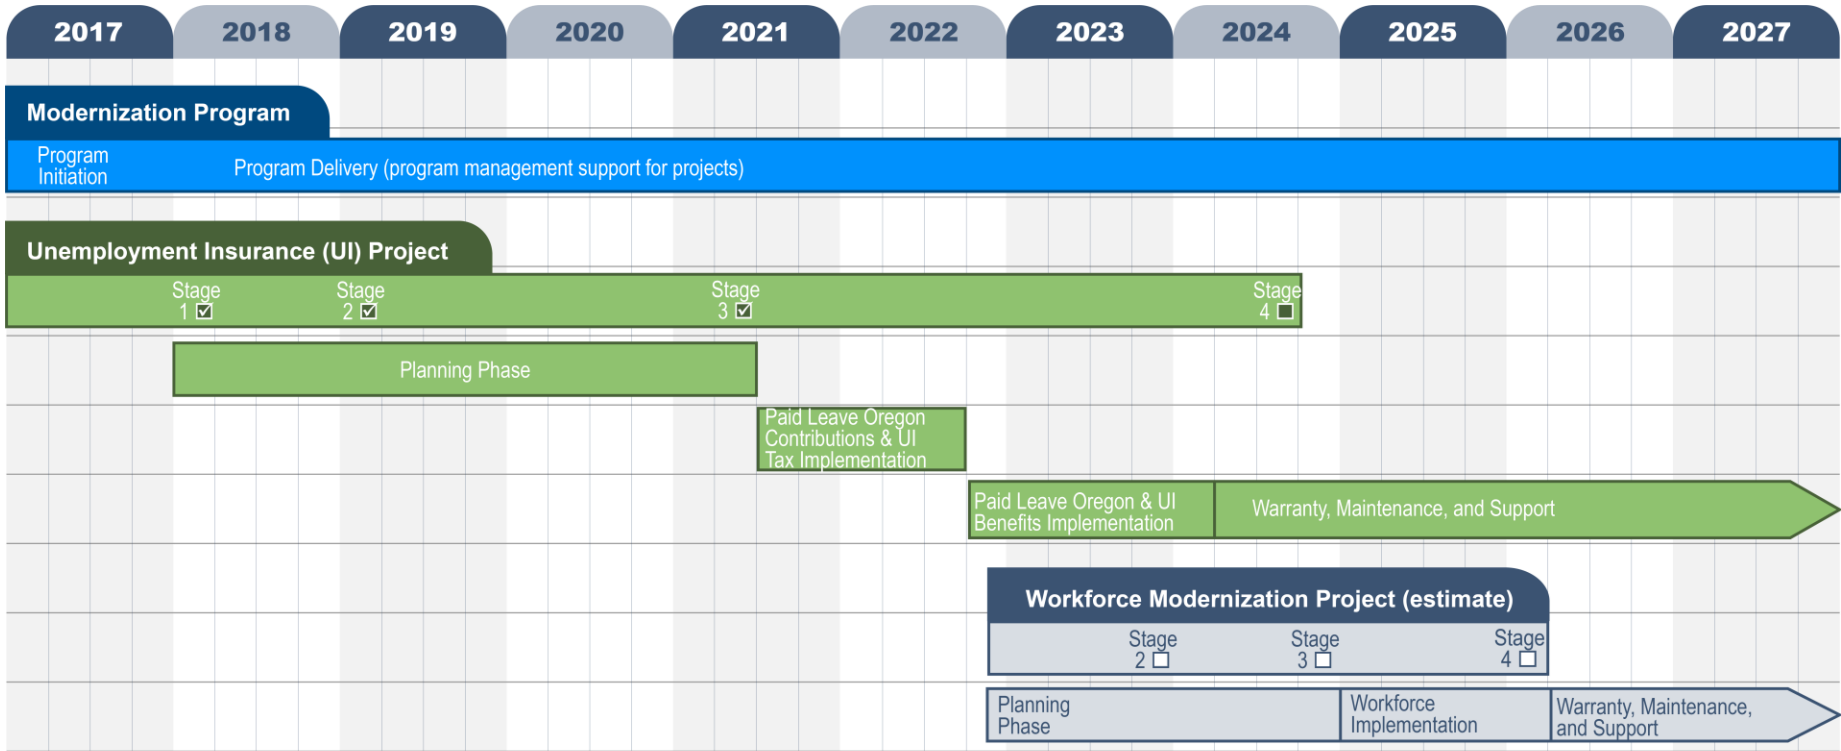 2017 2018 2019 2020 2021 2022 2023 2024 2025 2026 2027
Modernization Program
Program
Initiation
Program Delivery (program management support for projects)
Unemployment Insurance (UI) Project
Stage
1
Stage
2
Stage
3
Stage
4
Planning Phase
Paid Leave Oregon
Contributions & UI
Tax Implementation
Paid Leave Oregon & UI
Benefits Implementation
Warranty, Maintenance, and Support
Workforce Modernization Project (estimate)
Stage
2
Stage
3
Stage
4
Planning
Phase
Workforce
Implementation
Warranty, Maintenance,
and Support